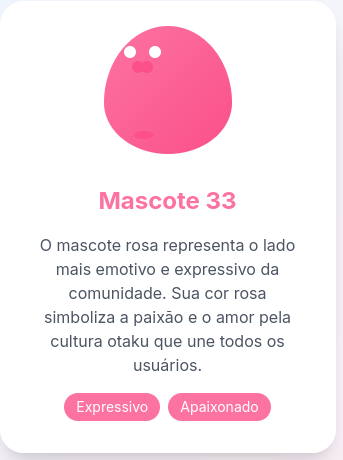 Mascote 33
O mascote rosa representa o lado
mais emotivo e expressivo da
comunidade. Sua cor rosa
simboliza a paixão e o amor pela
cultura otaku que une todos os
usuários.
Expressivo Apaixonado